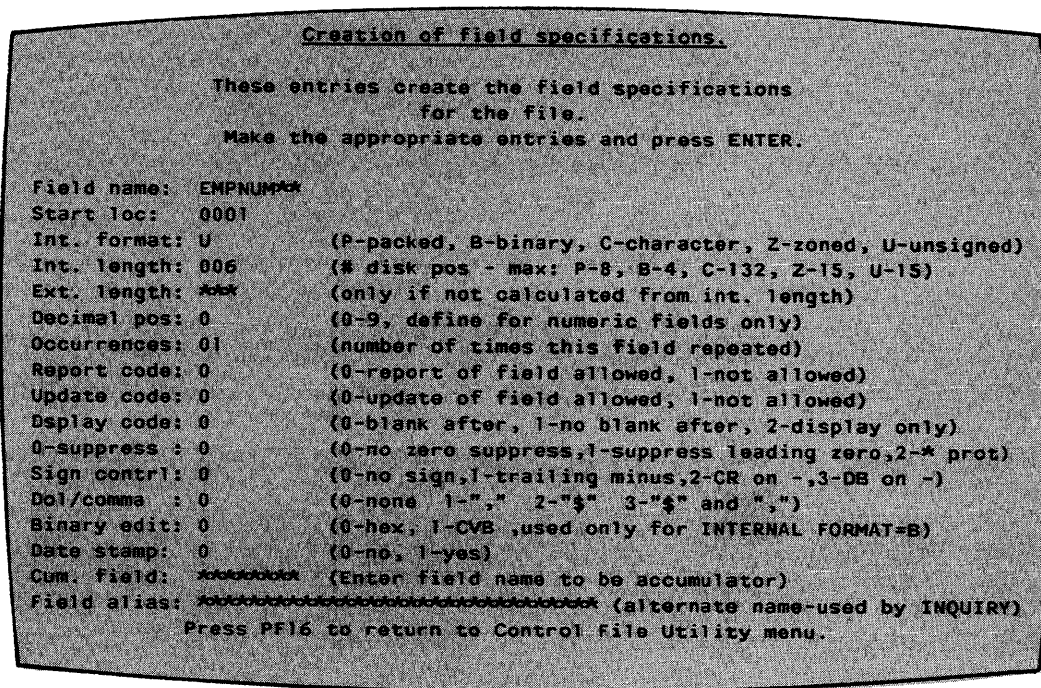 Creation of field specifications.
These entries create the field specifications
for the file.
Make the appropriate entries and press ENTER.
Field name: EMPNUM**
Start loc: 0001
Int. format: U (P-packed, B-binary, C-character, Z-zoned, U-unsigned)
Int. length: 006 (# disk pos - max: P-8, B-4, C-132, Z-15, U-15)
Ext. length: *** (only if not calculated from int. length)
Decimal pos: 0 (0-9, define for numeric fields only)
Occurrences: 01 (number of times this field repeated)
Report code: 0 (0-report of field allowed, 1-not allowed)
Update code: 0 (0-update of field allowed, 1-not allowed)
Dsplay code: 0 (0-blank after, 1-no blank after, 2-display only)
0-suppress : 0 (0-no zero suppress,1-suppress leading zero,2-* prot)
Sign contrl: 0 (0-no sign,1-trailing minus,2-CR on -,3-DB on -)
Dol/comma : 0 (0-none 1-"," 2-"$" 3-"$" and ",")
Binary edit: 0 (0-hex, 1-CVB ,used only for INTERNAL FORMAT=B)
Date stamp: 0 (0-no, 1-yes)
Cum. field: ******** (Enter field name to be accumulator)
Field alias: ******************************* (alternate name-used by INQUIRY)
Press PF16 to return to Control File Utility menu.